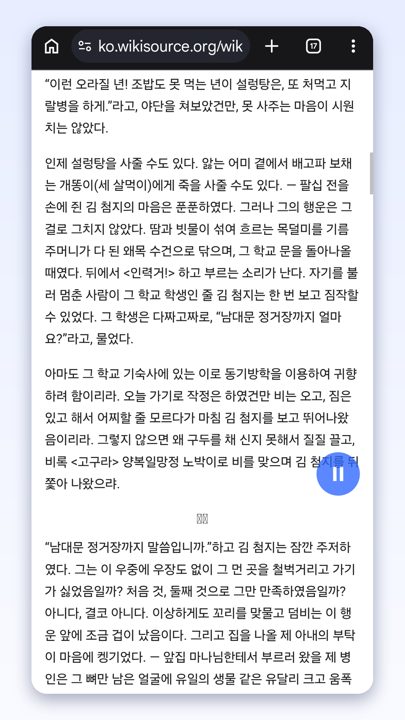 ko.wikisource.org/wik
17
“이런 오라질 년! 조밥도 못 먹는 년이 설렁탕은, 또 처먹고 지
랄병을 하게.”라고, 야단을 쳐보았건만, 못 사주는 마음이 시원
치는 않았다.
인제 설렁탕을 사줄 수도 있다. 앓는 어미 곁에서 배고파 보채
는 개똥이(세 살먹이)에게 죽을 사줄 수도 있다. — 팔십 전을
손에 쥔 김 첨지의 마음은 푼푼하였다. 그러나 그의 행운은 그
걸로 그치지 않았다. 땀과 빗물이 섞여 흐르는 목덜미를 기름
주머니가 다 된 왜목 수건으로 닦으며, 그 학교 문을 돌아나올
때였다. 뒤에서 <인력거!> 하고 부르는 소리가 난다. 자기를 불
러 멈춘 사람이 그 학교 학생인 줄 김 첨지는 한 번 보고 짐작할
수 있었다. 그 학생은 다짜고짜로, “남대문 정거장까지 얼마
요?”라고, 물었다.
아마도 그 학교 기숙사에 있는 이로 동기방학을 이용하여 귀향
하려 함이리라. 오늘 가기로 작정은 하였건만 비는 오고, 짐은
있고 해서 어찌할 줄 모르다가 마침 김 첨지를 보고 뛰어나왔
음이리라. 그렇지 않으면 왜 구두를 채 신지 못해서 질질 끌고,
비록 <고구라> 양복일망정 노박이로 비를 맞으며 김 첨지를 뒤
쫓아 나왔으랴.
“남대문 정거장까지 말씀입니까.”하고 김 첨지는 잠깐 주저하
였다. 그는 이 우중에 우장도 없이 그 먼 곳을 철벅거리고 가기
가 싫었음일까? 처음 것, 둘째 것으로 그만 만족하였음일까?
아니다, 결코 아니다. 이상하게도 꼬리를 맞물고 덤비는 이 행
운 앞에 조금 겁이 났음이다. 그리고 집을 나올 제 아내의 부탁
이 마음에 켕기었다. — 앞집 마나님한테서 부르러 왔을 제 병
인은 그 뼈만 남은 얼굴에 유일의 생물 같은 유달리 크고 움폭